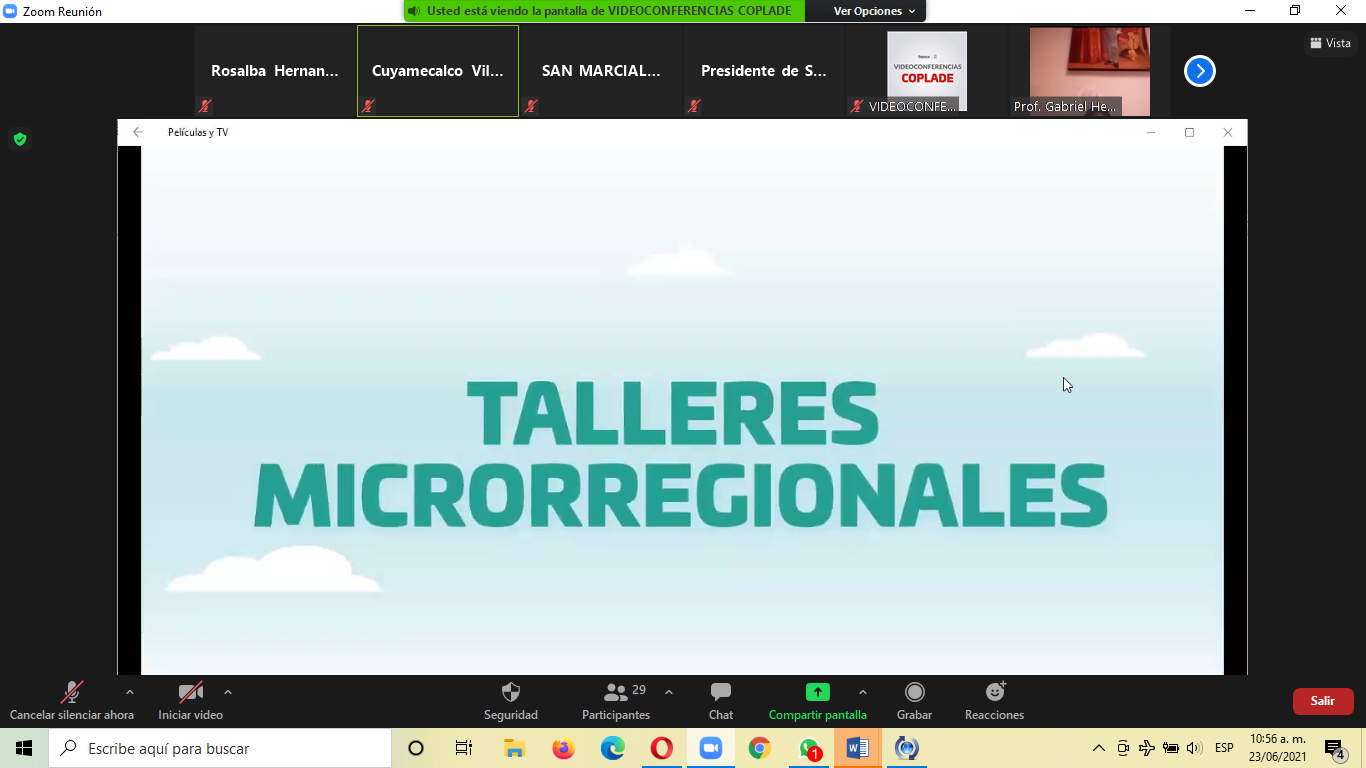 Zoom Reunión
Usted está viendo la pantalla de VIDEOCONFERENCIAS COPLADE
Ver Opciones
Rosalba Hernan...
Cuyamecalco Vil...
SAN MARCIAL...
Presidente de S...
VIDEOCONFERENCIAS
COPLADE
VIDEOCONFE...
Prof. Gabriel He...
Vista
Películas y TV
TALLERES
MICRORREGIONALES
Cancelar silenciar ahora
Iniciar video
Seguridad
Participantes
29
Chat
Compartir pantalla
Grabar
Reacciones
Salir
Escribe aquí para buscar
1
ESP
10:56 a. m.
23/06/2021
4